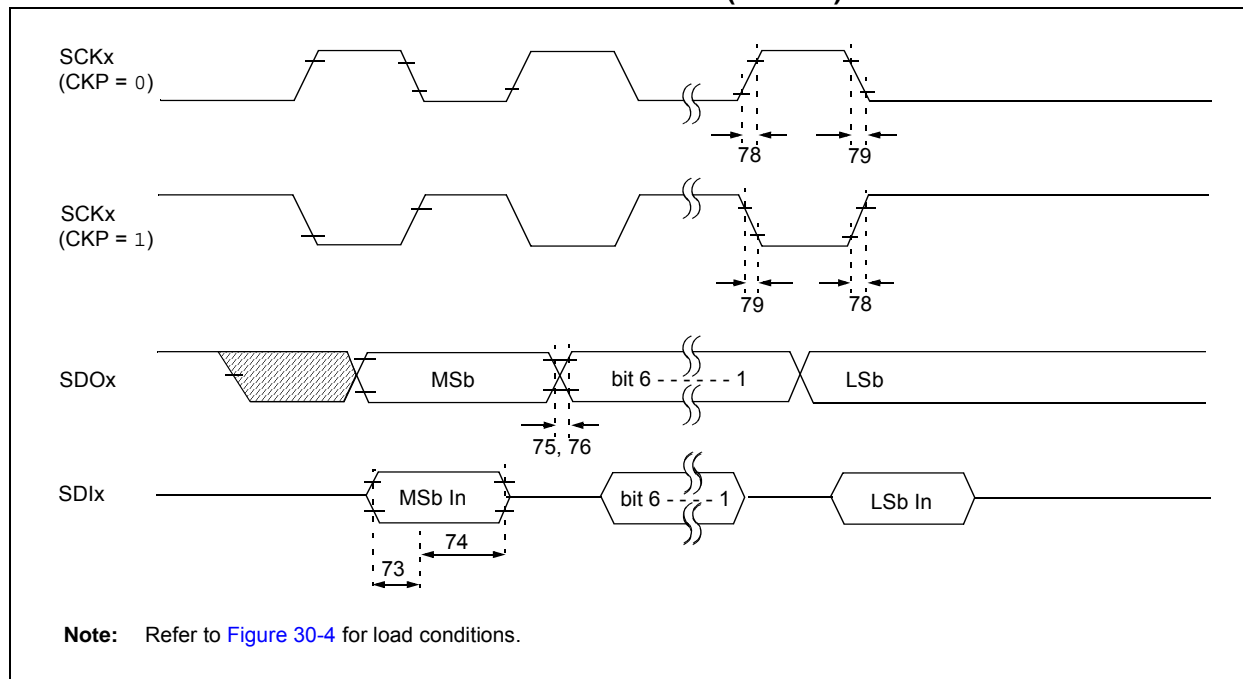 SCKx
(CKP = 0)
78
79
SCKx
(CKP = 1)
79
78
SDOx
MSb
bit 6 - - - - - - 1
LSb
75, 76
SDIx
MSb In
bit 6 - - - - 1
LSb In
74
73
Note: Refer to Figure 30-4 for load conditions.